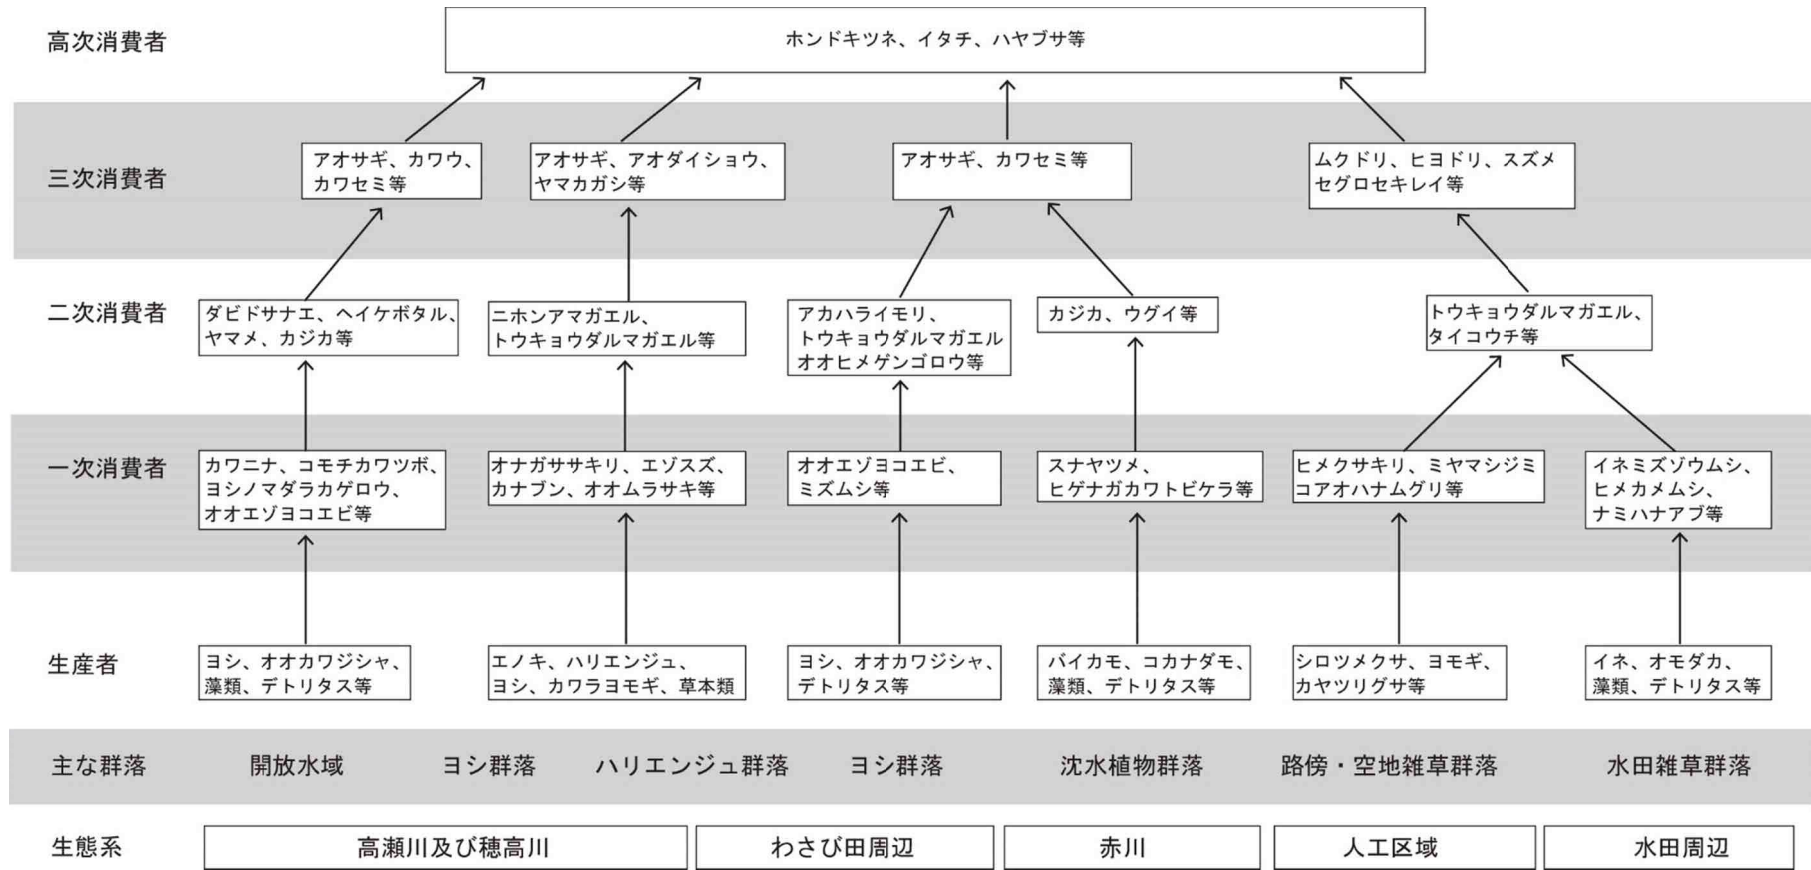 高次消費者
ホンドキツネ、イタチ、ハヤブサ等
三次消費者
アオサギ、カワウ、
カワセミ等
アオサギ、アオダイショウ、
ヤマカガシ等
アオサギ、カワセミ等
ムクドリ、ヒヨドリ、スズメ
セグロセキレイ等
二次消費者
ダビドサナエ、ヘイケボタル、
ヤマメ、カジカ等
ニホンアマガエル、
トウキョウダルマガエル等
アカハライモリ、
トウキョウダルマガエル
オオヒメゲンゴロウ等
カジカ、ウグイ等
トウキョウダルマガエル、
タイコウチ等
一次消費者
カワニナ、コモチカワツボ、
ヨシノマダラカゲロウ、
オオエゾヨコエビ等
オナガササキリ、エゾスズ、
カナブン、オオムラサキ等
オオエゾヨコエビ、
ミズムシ等
スナヤツメ、
ヒゲナガカワトビケラ等
ヒメクサキリ、ミヤマシジミ
コアオハナムグリ等
イネミズゾウムシ、
ヒメカメムシ、
ナミハナアブ等
生産者
ヨシ、オオカワジシャ、
藻類、デトリタス等
エノキ、ハリエンジュ、
ヨシ、カワラヨモギ、草本類
ヨシ、オオカワジシャ、
デトリタス等
バイカモ、コカナダモ、
藻類、デトリタス等
シロツメクサ、ヨモギ、
カヤツリグサ等
イネ、オモダカ、
藻類、デトリタス等
主な群落
開放水域
ヨシ群落
ハリエンジュ群落
ヨシ群落
沈水植物群落
路傍・空地雑草群落
水田雑草群落
生態系
高瀬川及び穂高川
わさび田周辺
赤川
人工区域
水田周辺